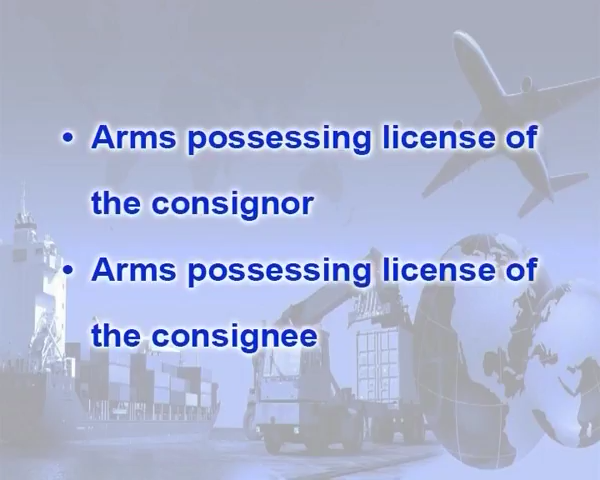 • Arms possessing license of
the consignor
• Arms possessing license of
the consignee